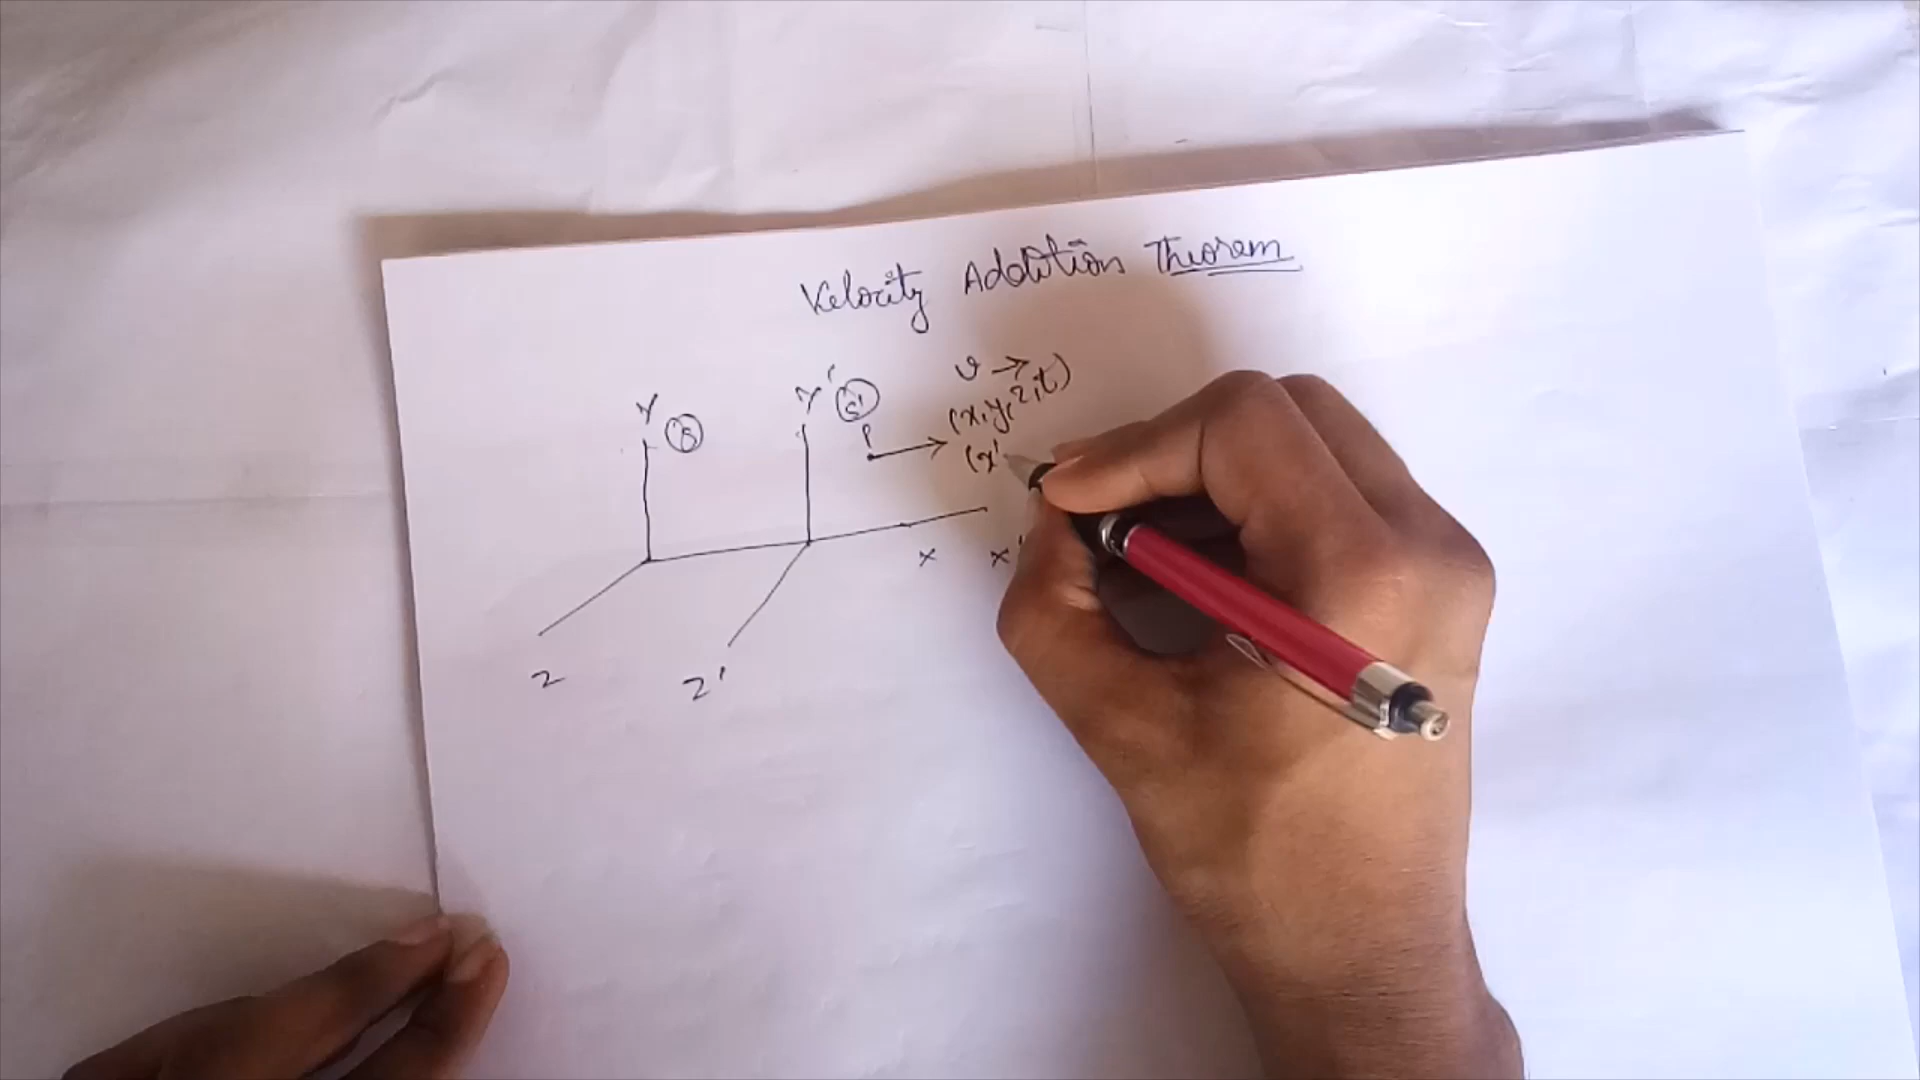 Velocity Addition Theorem
v →
Y S Y' S'
(x, y, z, t)
P
(x'
x x'
z z'